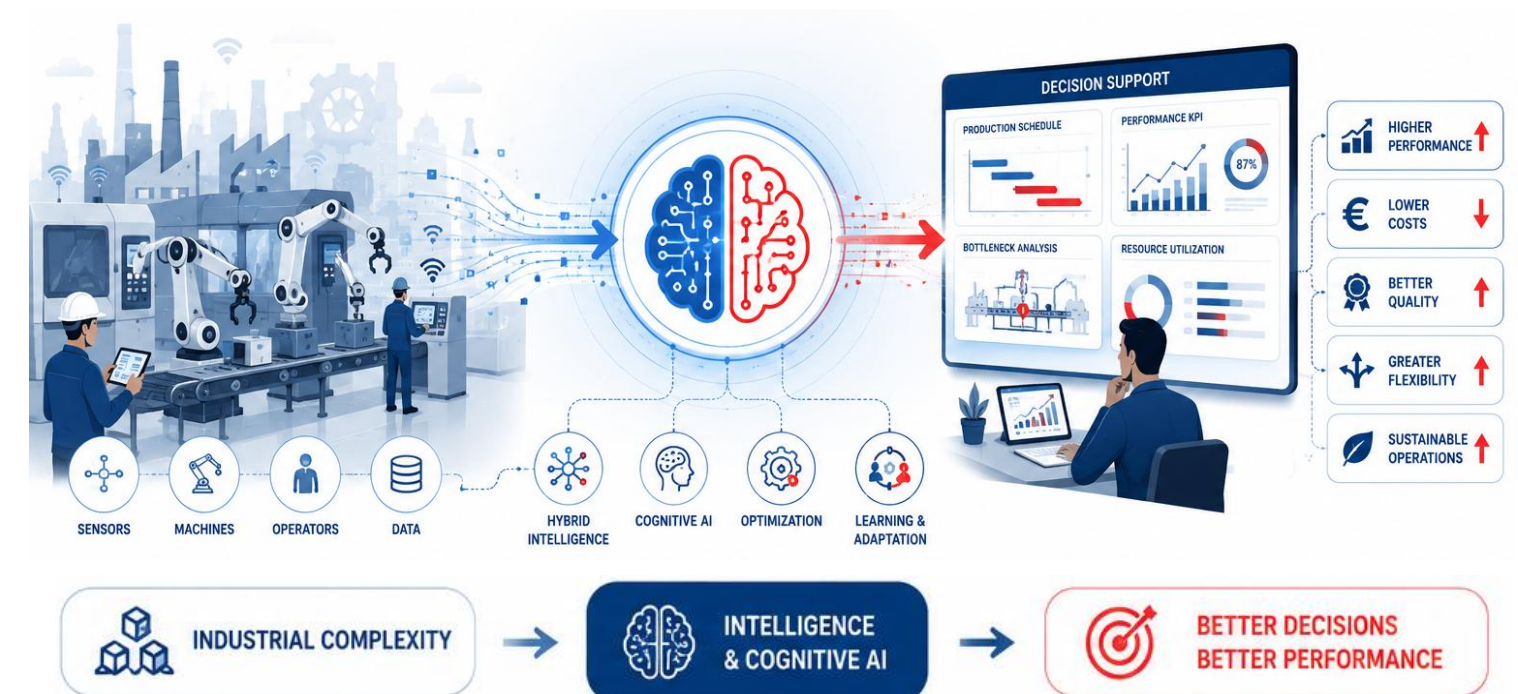 DECISION SUPPORT
PRODUCTION SCHEDULE
PERFORMANCE KPI
87%
BOTTLENECK ANALYSIS
RESOURCE UTILIZATION
HIGHER
PERFORMANCE
€
LOWER
COSTS
BETTER
QUALITY
GREATER
FLEXIBILITY
SUSTAINABLE
OPERATIONS
SENSORS
MACHINES
OPERATORS
DATA
HYBRID
INTELLIGENCE
COGNITIVE AI
OPTIMIZATION
LEARNING &
ADAPTATION
INDUSTRIAL COMPLEXITY
INTELLIGENCE
& COGNITIVE AI
BETTER DECISIONS
BETTER PERFORMANCE